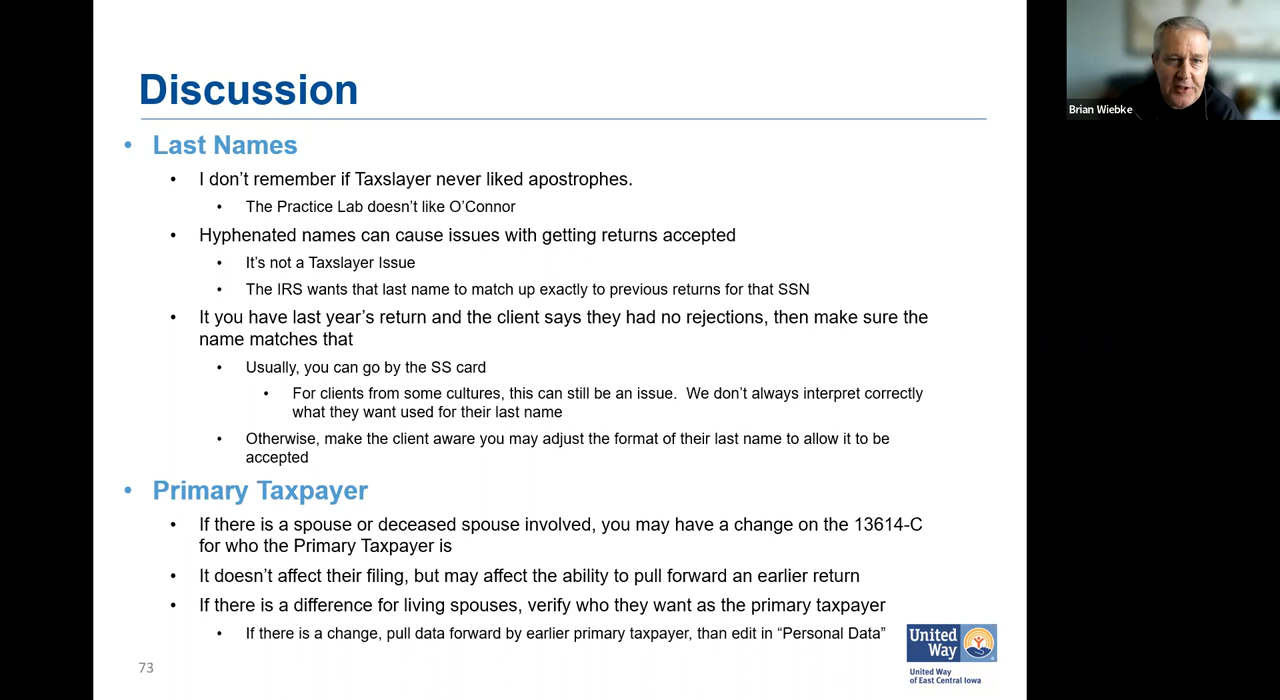 Discussion
Brian Wiebke
• Last Names
• I don’t remember if Taxslayer never liked apostrophes.
• The Practice Lab doesn’t like O’Connor
• Hyphenated names can cause issues with getting returns accepted
• It’s not a Taxslayer Issue
• The IRS wants that last name to match up exactly to previous returns for that SSN
• It you have last year’s return and the client says they had no rejections, then make sure the
name matches that
• Usually, you can go by the SS card
• For clients from some cultures, this can still be an issue.  We don’t always interpret correctly
what they want used for their last name
• Otherwise, make the client aware you may adjust the format of their last name to allow it to be
accepted
• Primary Taxpayer
• If there is a spouse or deceased spouse involved, you may have a change on the 13614-C
for who the Primary Taxpayer is
• It doesn’t affect their filing, but may affect the ability to pull forward an earlier return
• If there is a difference for living spouses, verify who they want as the primary taxpayer
• If there is a change, pull data forward by earlier primary taxpayer, than edit in “Personal Data”
United
Way
United Way
of East Central Iowa
73